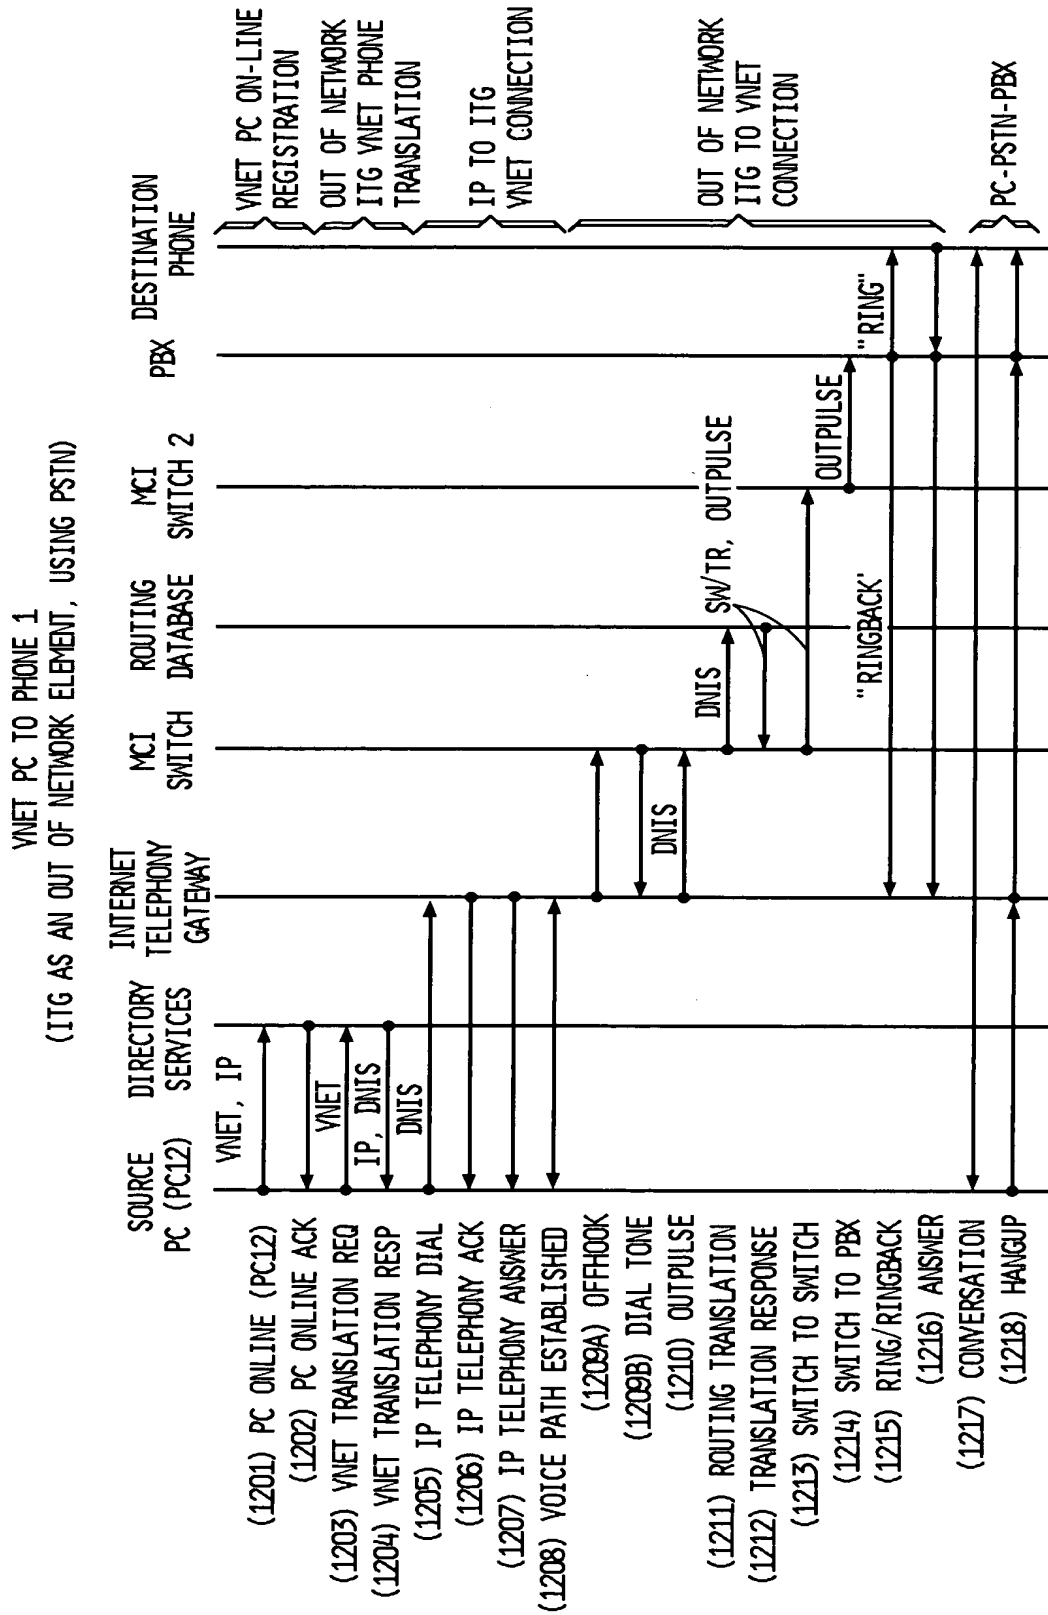 VNET PC TO PHONE 1
(ITG AS AN OUT OF NETWORK ELEMENT, USING PSTN)
SOURCE
PC (PC12)
DIRECTORY
SERVICES
INTERNET
TELEPHONY
GATEWAY
MCI
SWITCH
ROUTING
DATABASE
MCI
SWITCH 2
PBX
DESTINATION
PHONE
(1201) PC ONLINE (PC12)
VNET, IP
(1202) PC ONLINE ACK
(1203) VNET TRANSLATION REQ
VNET
(1204) VNET TRANSLATION RESP
IP, DNIS
(1205) IP TELEPHONY DIAL
DNIS
(1206) IP TELEPHONY ACK
(1207) IP TELEPHONY ANSWER
(1208) VOICE PATH ESTABLISHED
(1209A) OFFHOOK
(1209B) DIAL TONE
(1210) OUTPULSE
DNIS
(1211) ROUTING TRANSLATION
DNIS
(1212) TRANSLATION RESPONSE
SW/TR, OUTPULSE
(1213) SWITCH TO SWITCH
(1214) SWITCH TO PBX
OUTPULSE
(1215) RING/RINGBACK
"RINGBACK"
"RING"
(1216) ANSWER
(1217) CONVERSATION
(1218) HANGUP
VNET PC ON-LINE
REGISTRATION
OUT OF NETWORK
ITG VNET PHONE
TRANSLATION
IP TO ITG
VNET CONNECTION
OUT OF NETWORK
ITG TO VNET
CONNECTION
PC-PSTN-PBX